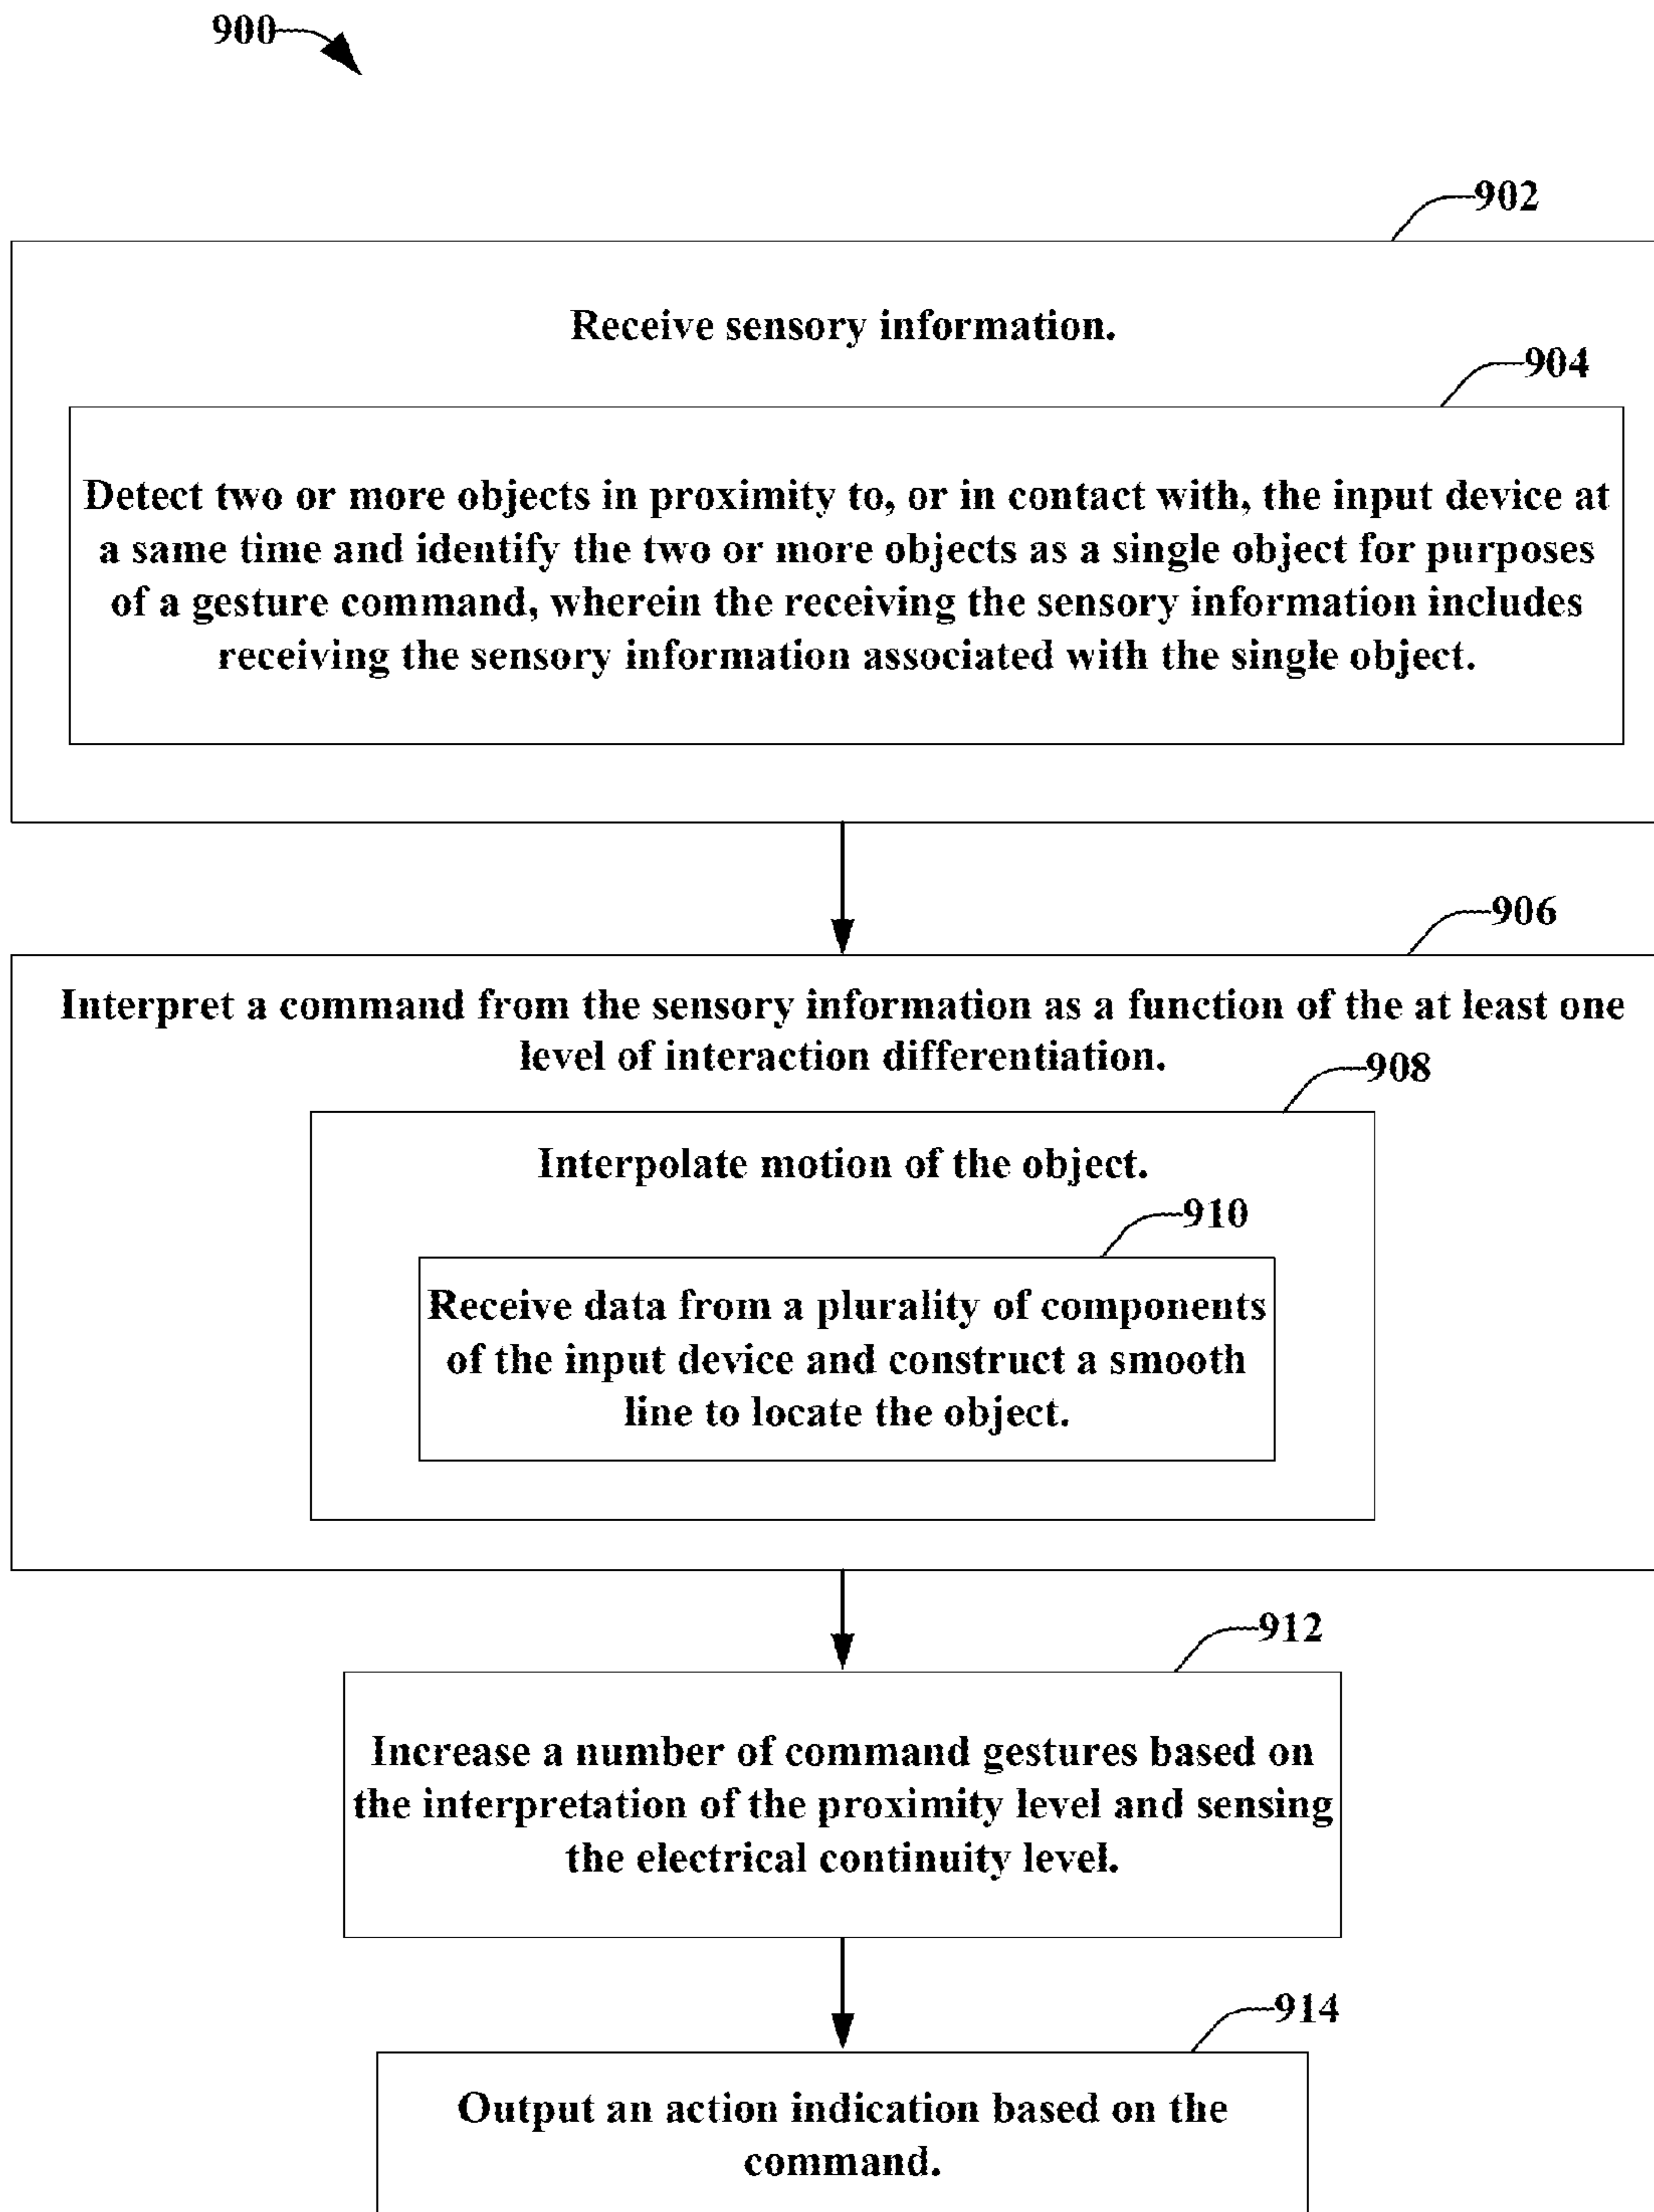 900
902
Receive sensory information.
904
Detect two or more objects in proximity to, or in contact with, the input device at
a same time and identify the two or more objects as a single object for purposes
of a gesture command, wherein the receiving the sensory information includes
receiving the sensory information associated with the single object.
906
Interpret a command from the sensory information as a function of the at least one
level of interaction differentiation.
908
Interpolate motion of the object.
910
Receive data from a plurality of components
of the input device and construct a smooth
line to locate the object.
912
Increase a number of command gestures based on
the interpretation of the proximity level and sensing
the electrical continuity level.
914
Output an action indication based on the
command.